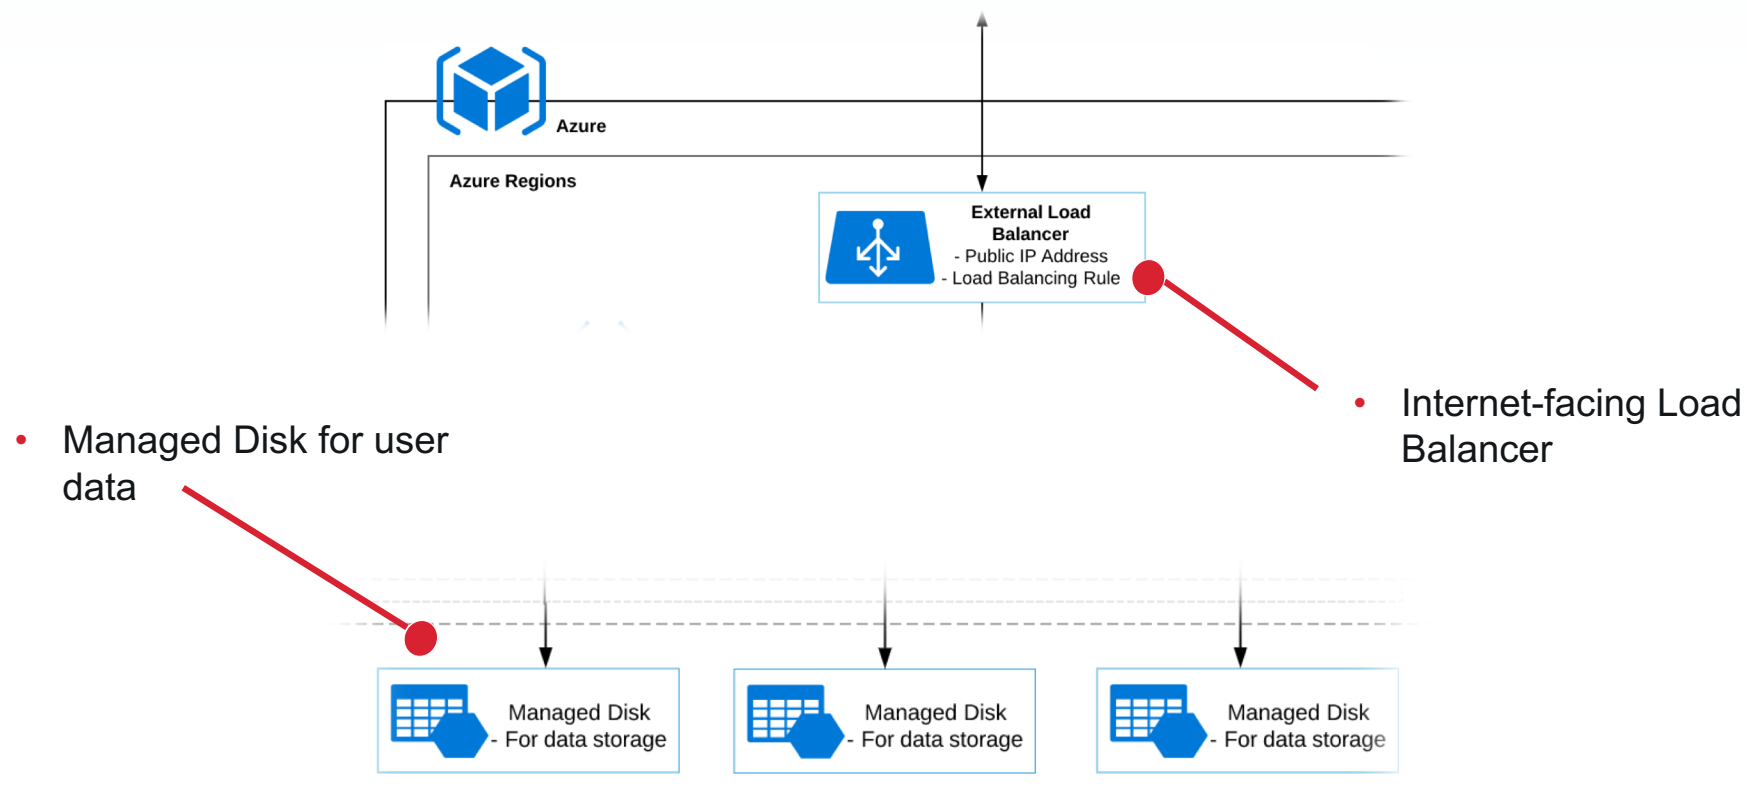 Azure
Azure Regions
External Load
Balancer
- Public IP Address
- Load Balancing Rule
• Internet-facing Load
Balancer
• Managed Disk for user
data
Managed Disk
- For data storage
Managed Disk
- For data storage
Managed Disk
- For data storage